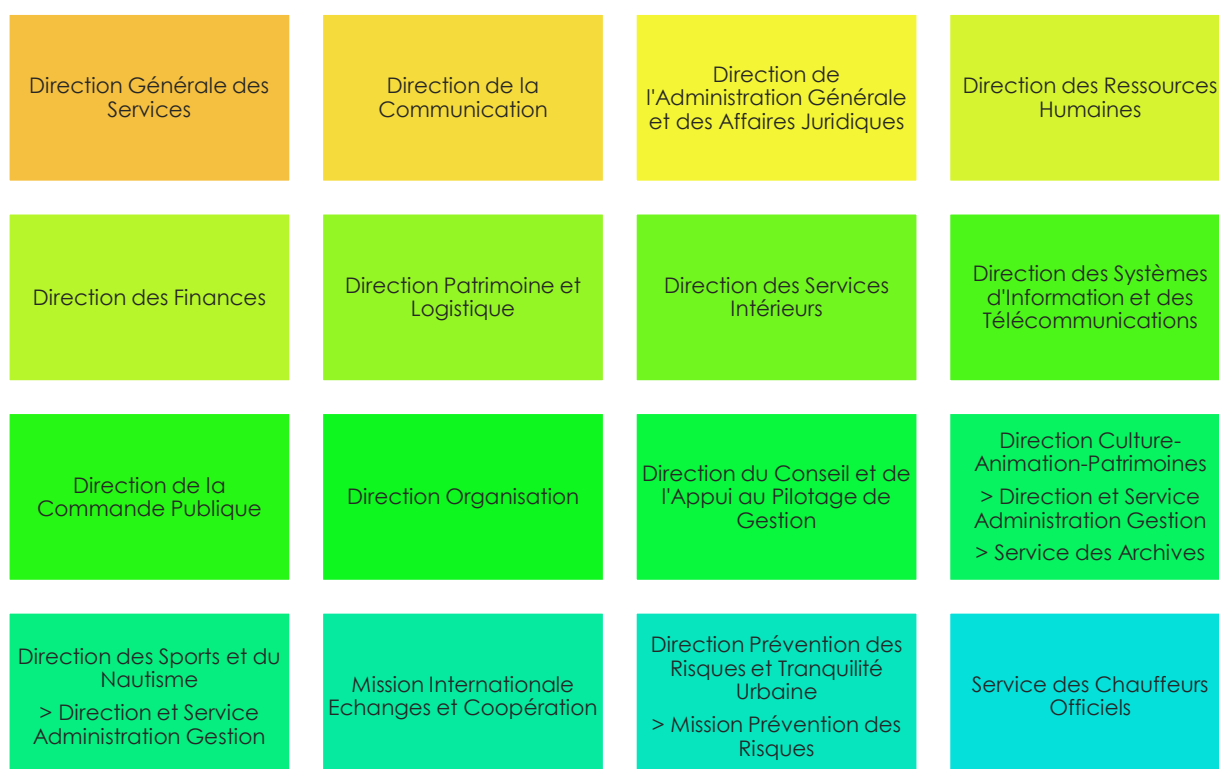 Direction Générale des
Services
Direction de la
Communication
Direction de
l'Administration Générale
et des Affaires Juridiques
Direction des Ressources
Humaines
Direction des Finances
Direction Patrimoine et
Logistique
Direction des Services
Intérieurs
Direction des Systèmes
d'Information et des
Télécommunications
Direction de la
Commande Publique
Direction Organisation
Direction du Conseil et de
l'Appui au Pilotage de
Gestion
Direction Culture-
Animation-Patrimoines
> Direction et Service
Administration Gestion
> Service des Archives
Direction des Sports et du
Nautisme
> Direction et Service
Administration Gestion
Mission Internationale
Echanges et Coopération
Direction Prévention des
Risques et Tranquilité
Urbaine
> Mission Prévention des
Risques
Service des Chauffeurs
Officiels